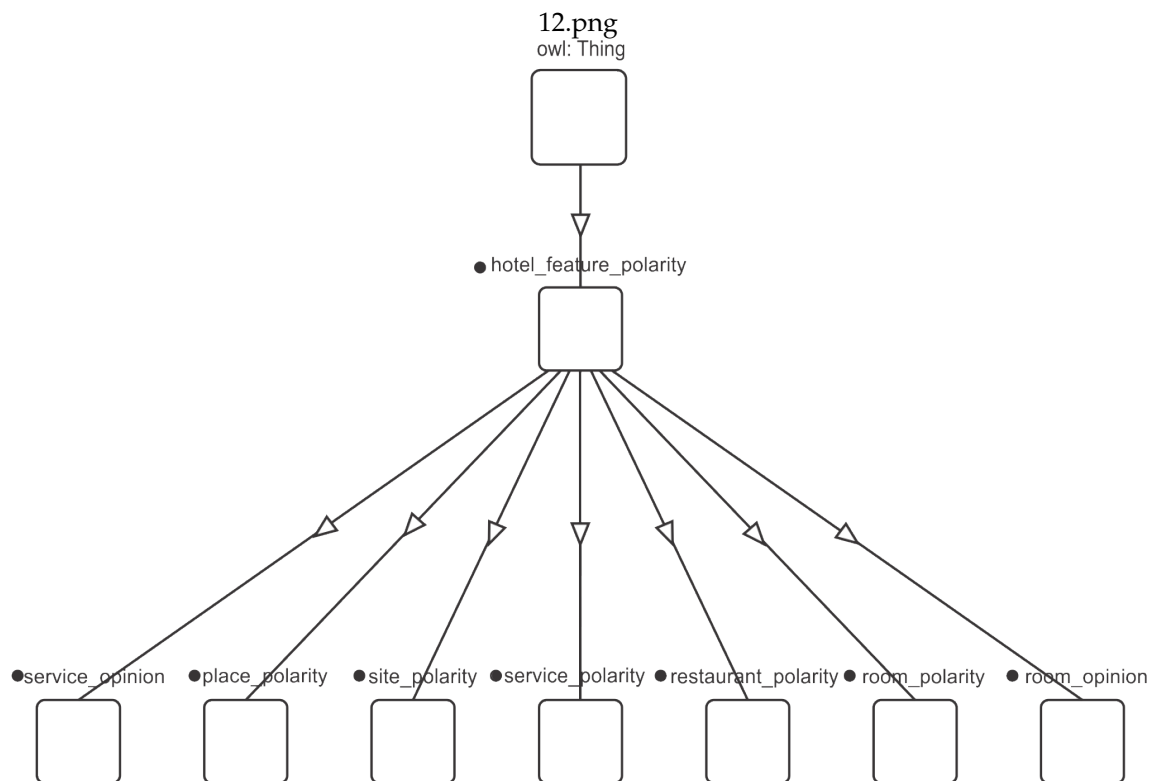 12.png
owl: Thing
hotel_feature_polarity
service_opinion
place_polarity
site_polarity
service_polarity
restaurant_polarity
room_polarity
room_opinion